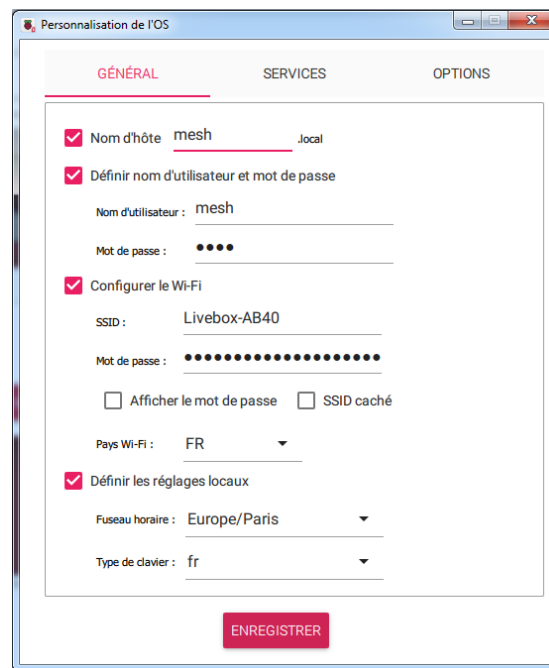 Personnalisation de l'OS
GÉNÉRAL SERVICES OPTIONS
Nom d'hôte mesh .local
Définir nom d'utilisateur et mot de passe
Nom d'utilisateur : mesh
Mot de passe : ••••
Configurer le Wi-Fi
SSID : Livebox-AB40
Mot de passe : ••••••••••••••••••••
Afficher le mot de passe SSID caché
Pays Wi-Fi : FR
Définir les réglages locaux
Fuseau horaire : Europe/Paris
Type de clavier : fr
ENREGISTRER